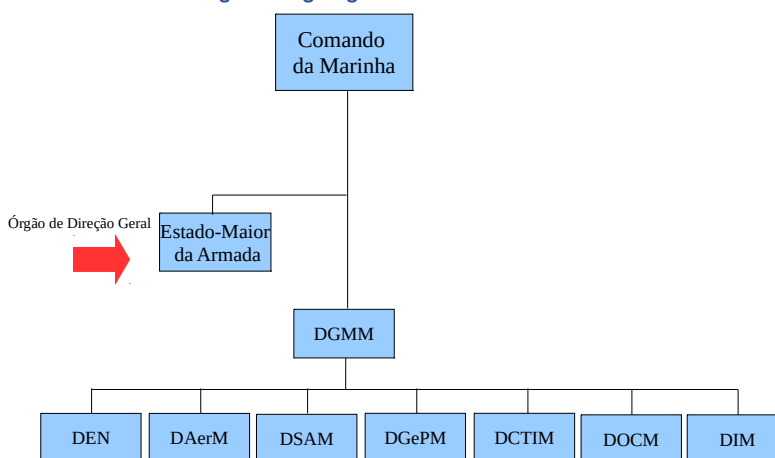 Comando
da Marinha
Órgão de Direção Geral
Estado-Maior
da Armada
DGMM
DEN
DAerM
DSAM
DGePM
DCTIM
DOCM
DIM